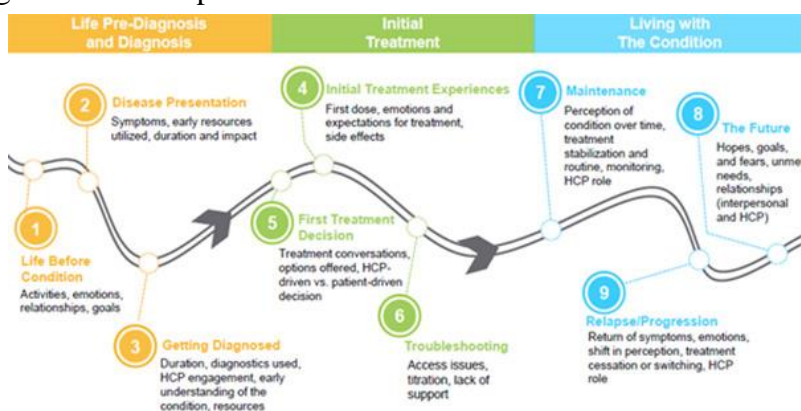 Life Pre-Diagnosis
and Diagnosis
Initial
Treatment
Living with
The Condition
1
Life Before
Condition
Activities, emotions,
relationships, goals
2
Disease Presentation
Symptoms, early resources
utilized, duration and impact
3
Getting Diagnosed
Duration, diagnostics used,
HCP engagement, early
understanding of the
condition, resources
4
Initial Treatment Experiences
First dose, emotions and
expectations for treatment,
side effects
5
First Treatment
Decision
Treatment conversations,
options offered, HCP-
driven vs. patient-driven
decision
6
Troubleshooting
Access issues,
titration, lack of
support
7
Maintenance
Perception of
condition over time,
treatment
stabilization and
routine, monitoring,
HCP role
8
The Future
Hopes, goals,
and fears, unme
needs,
relationships
(interpersonal
and HCP)
9
Relapse/Progression
Return of symptoms, emotions,
shift in perception, treatment
cessation or switching, HCP
role